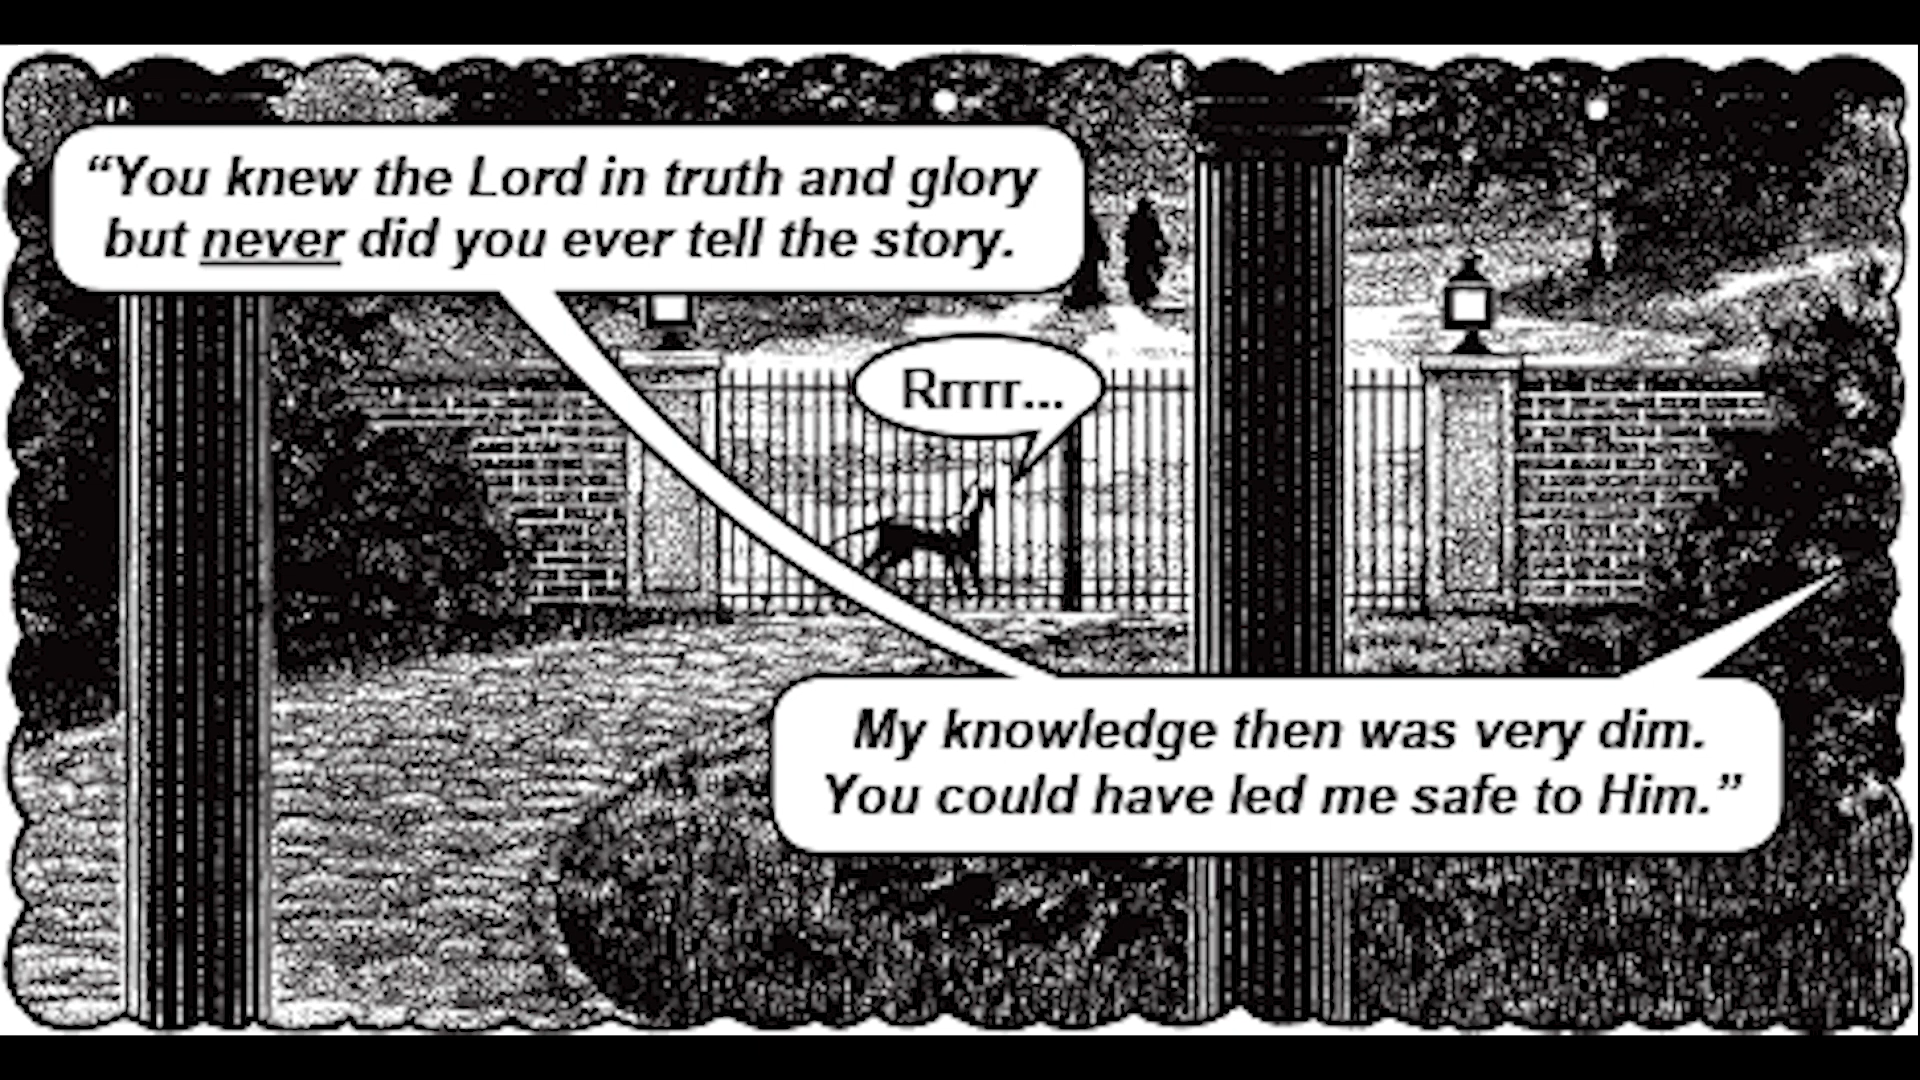 “You knew the Lord in truth and glory
but never did you ever tell the story.
Rrrrr...
My knowledge then was very dim.
You could have led me safe to Him.”